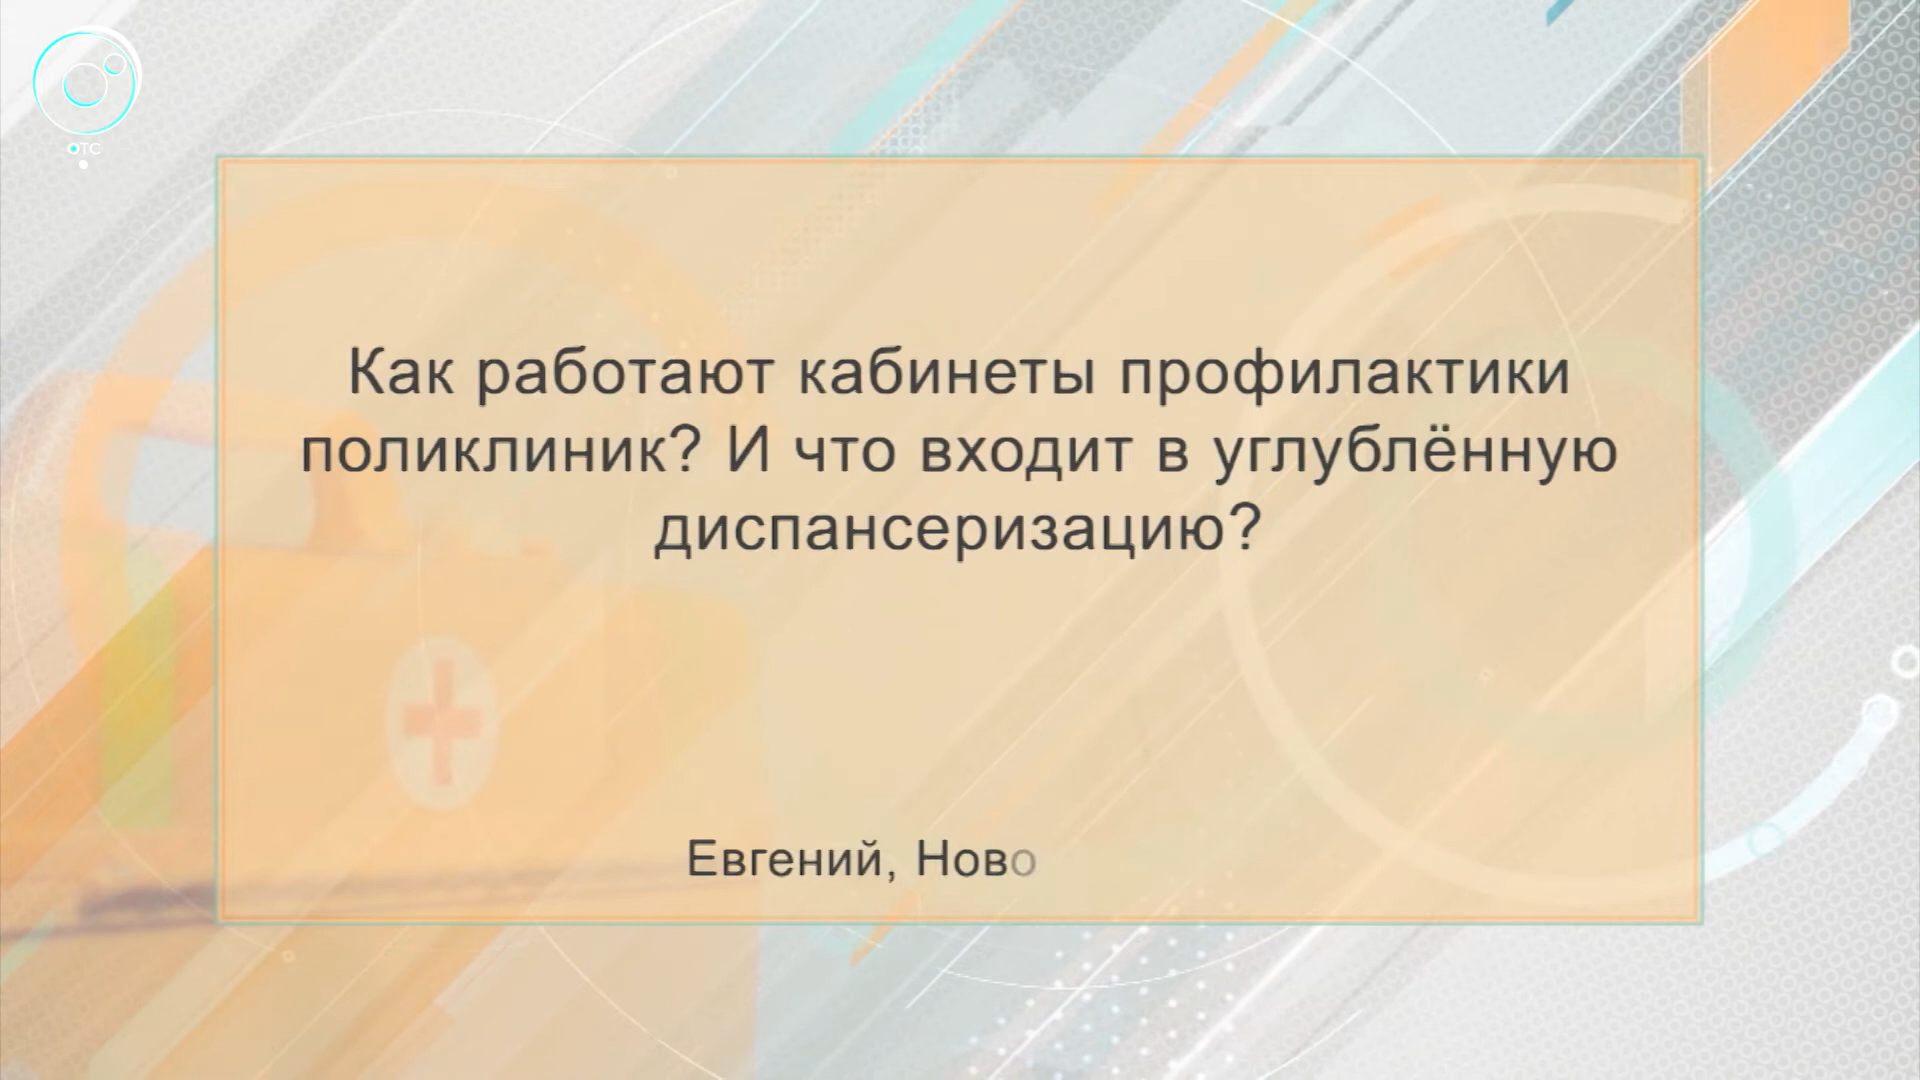 ОТС
Как работают кабинеты профилактики
поликлиник? И что входит в углублённую
диспансеризацию?
Евгений, Ново